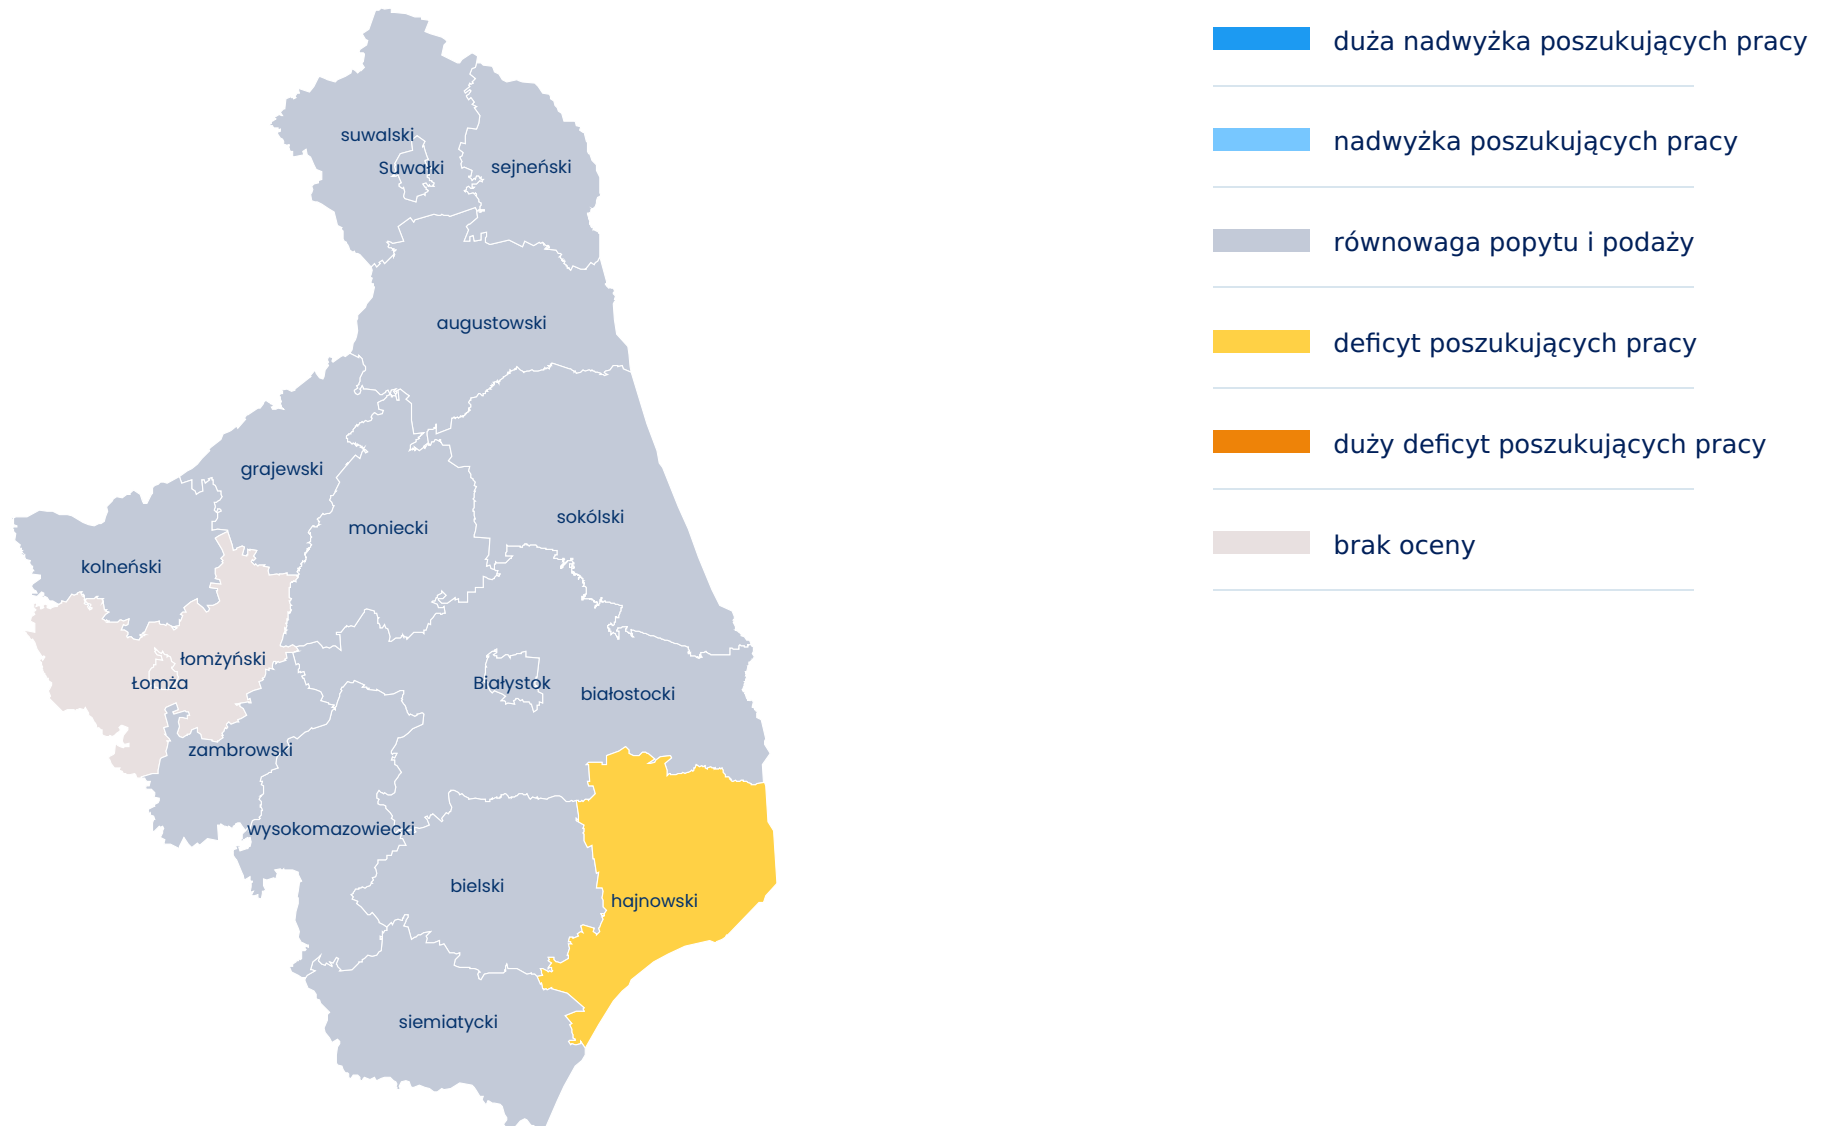 suwalski
Suwałki
sejneński
augustowski
grajewski
moniecki
sokólski
kolneński
łomżyński
Łomża
Białystok
białostocki
zambrowski
wysokomazowiecki
bielski
hajnowski
siemiatycki
duża nadwyżka poszukujących pracy
nadwyżka poszukujących pracy
równowaga popytu i podaży
deficyt poszukujących pracy
duży deficyt poszukujących pracy
brak oceny